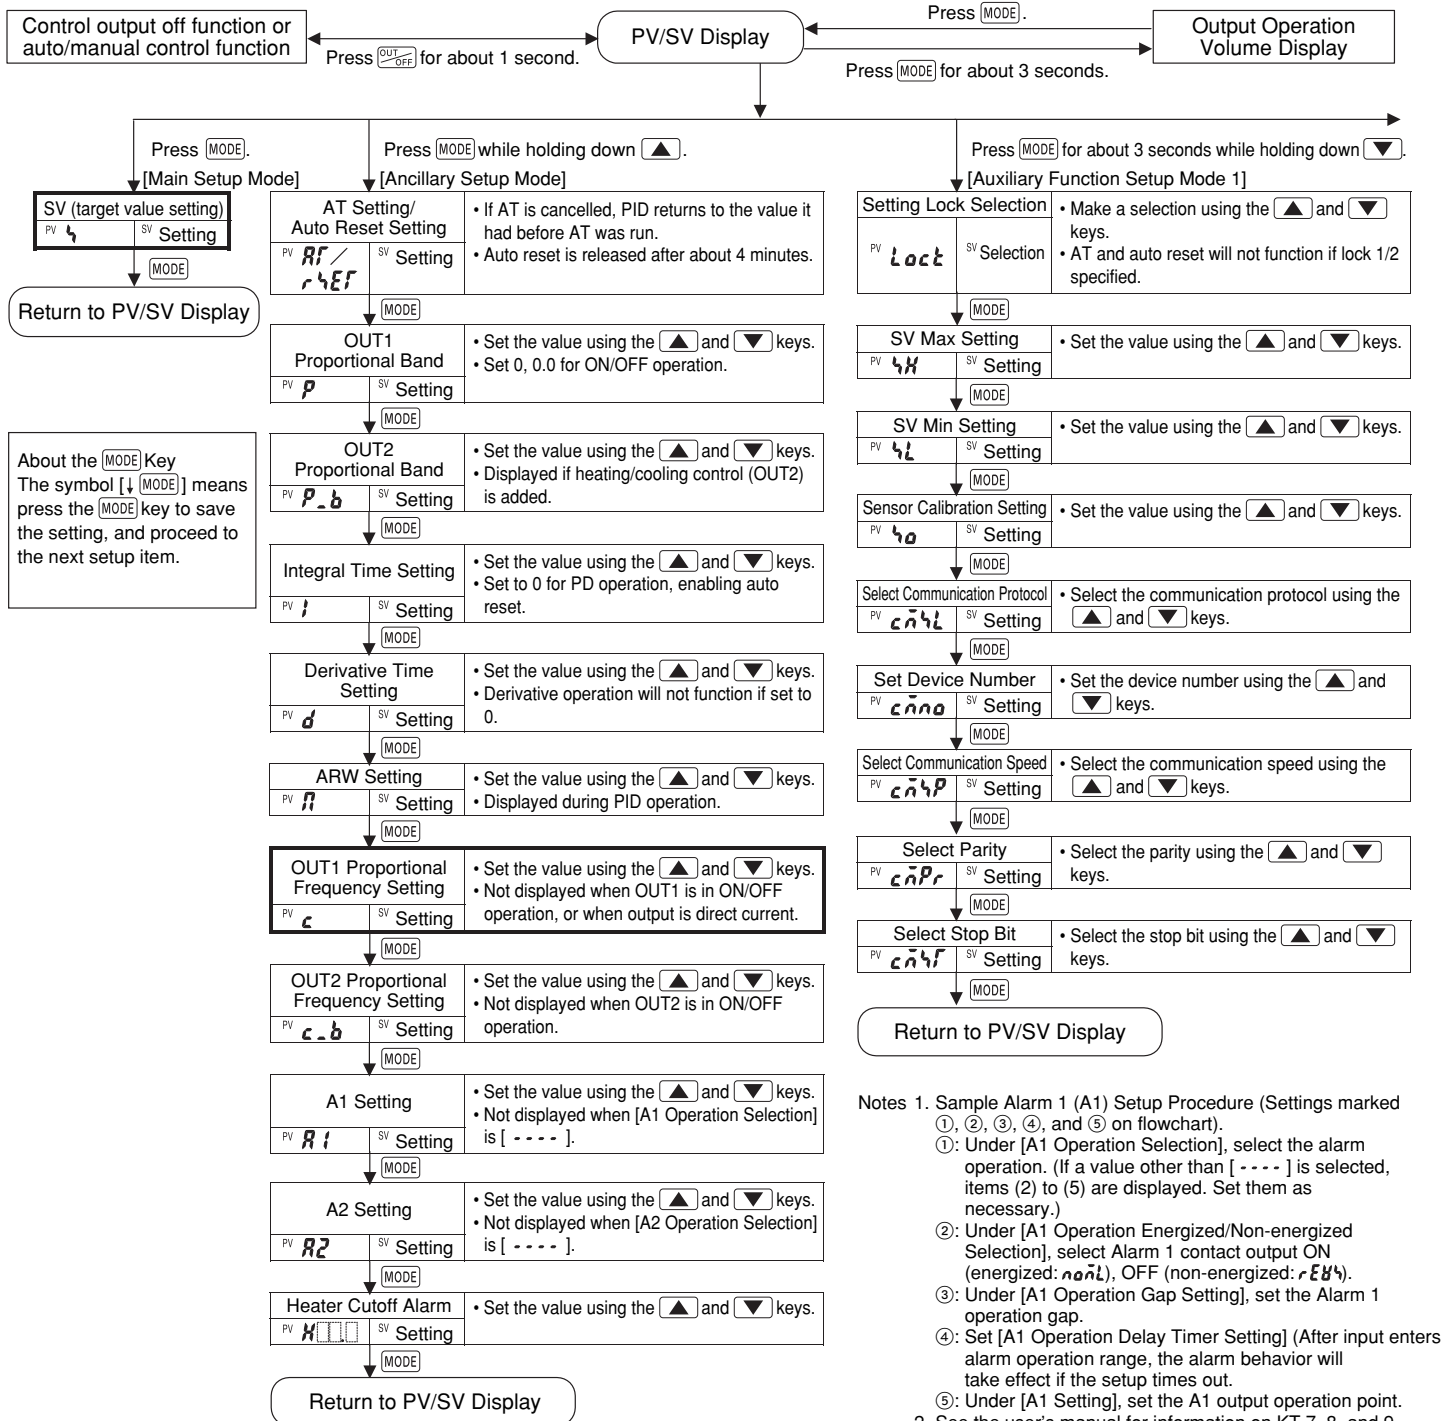 Control output off function or
auto/manual control function
Press OUT/OFF for about 1 second.
PV/SV Display
Press MODE.
Press MODE for about 3 seconds.
Output Operation
Volume Display
Press MODE.
[Main Setup Mode]
SV (target value setting)
PV SV Setting
MODE
Return to PV/SV Display
About the MODE Key
The symbol [↓ MODE] means
press the MODE key to save
the setting, and proceed to
the next setup item.
Press MODE while holding down ▲.
[Ancillary Setup Mode]
AT Setting/
Auto Reset Setting
PV AT/ SV Setting
rSET
• If AT is cancelled, PID returns to the value it
had before AT was run.
• Auto reset is released after about 4 minutes.
MODE
OUT1
Proportional Band
PV P SV Setting
• Set the value using the ▲ and ▼ keys.
• Set 0, 0.0 for ON/OFF operation.
MODE
OUT2
Proportional Band
PV P_b SV Setting
• Set the value using the ▲ and ▼ keys.
• Displayed if heating/cooling control (OUT2)
is added.
MODE
Integral Time Setting
PV I SV Setting
• Set the value using the ▲ and ▼ keys.
• Set to 0 for PD operation, enabling auto
reset.
MODE
Derivative Time
Setting
PV d SV Setting
• Set the value using the ▲ and ▼ keys.
• Derivative operation will not function if set to
0.
MODE
ARW Setting
PV SV Setting
• Set the value using the ▲ and ▼ keys.
• Displayed during PID operation.
MODE
OUT1 Proportional
Frequency Setting
PV c SV Setting
• Set the value using the ▲ and ▼ keys.
• Not displayed when OUT1 is in ON/OFF
operation, or when output is direct current.
MODE
OUT2 Proportional
Frequency Setting
PV c_b SV Setting
• Set the value using the ▲ and ▼ keys.
• Not displayed when OUT2 is in ON/OFF
operation.
MODE
A1 Setting
PV A1 SV Setting
• Set the value using the ▲ and ▼ keys.
• Not displayed when [A1 Operation Selection]
is [ ---- ].
MODE
A2 Setting
PV A2 SV Setting
• Set the value using the ▲ and ▼ keys.
• Not displayed when [A2 Operation Selection]
is [ ---- ].
MODE
Heater Cutoff Alarm
PV H SV Setting
• Set the value using the ▲ and ▼ keys.
MODE
Return to PV/SV Display
Press MODE for about 3 seconds while holding down ▼.
[Auxiliary Function Setup Mode 1]
Setting Lock Selection
PV Lock SV Selection
• Make a selection using the ▲ and ▼
keys.
• AT and auto reset will not function if lock 1/2
specified.
MODE
SV Max Setting
PV SH SV Setting
• Set the value using the ▲ and ▼ keys.
MODE
SV Min Setting
PV SL SV Setting
• Set the value using the ▲ and ▼ keys.
MODE
Sensor Calibration Setting
PV So SV Setting
• Set the value using the ▲ and ▼ keys.
MODE
Select Communication Protocol
PV cmSL SV Setting
• Select the communication protocol using the
▲ and ▼ keys.
MODE
Set Device Number
PV cmno SV Setting
• Set the device number using the ▲ and
▼ keys.
MODE
Select Communication Speed
PV cmSP SV Setting
• Select the communication speed using the
▲ and ▼ keys.
MODE
Select Parity
PV cmPr SV Setting
• Select the parity using the ▲ and ▼
keys.
MODE
Select Stop Bit
PV cmST SV Setting
• Select the stop bit using the ▲ and ▼
keys.
MODE
Return to PV/SV Display
Notes 1. Sample Alarm 1 (A1) Setup Procedure (Settings marked
①, ②, ③, ④, and ⑤ on flowchart).
①: Under [A1 Operation Selection], select the alarm
operation. (If a value other than [ ---- ] is selected,
items (2) to (5) are displayed. Set them as
necessary.)
②: Under [A1 Operation Energized/Non-energized
Selection], select Alarm 1 contact output ON
(energized: nomL), OFF (non-energized: rEVS).
③: Under [A1 Operation Gap Setting], set the Alarm 1
operation gap.
④: Set [A1 Operation Delay Timer Setting] (After input enters
alarm operation range, the alarm behavior will
take effect if the setup times out.
⑤: Under [A1 Setting], set the A1 output operation point.
2. See the user's manual for information on KT 7, 8, and 9